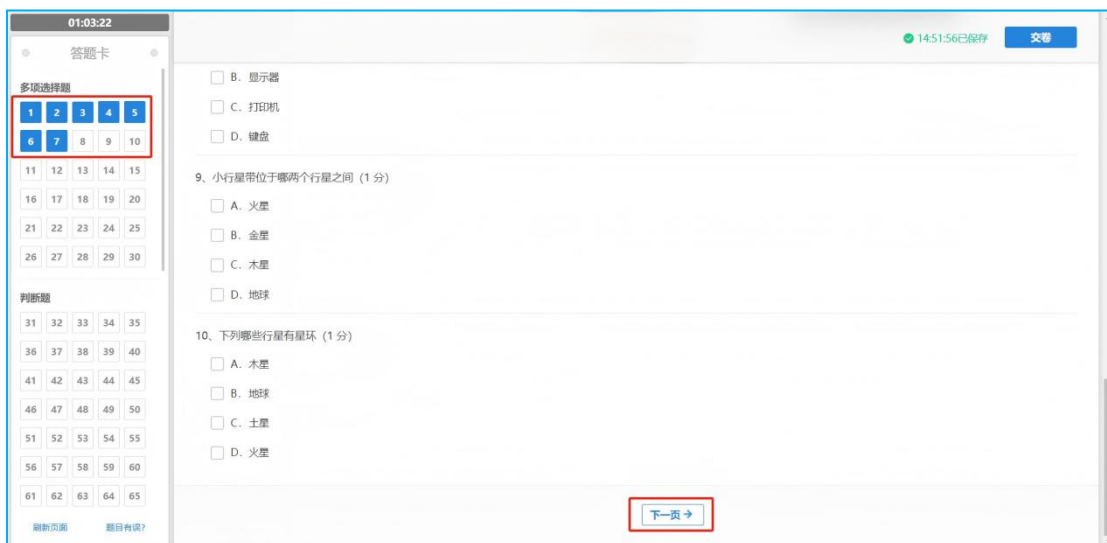 01:03:22
14:51:56已保存
交卷
答题卡
多项选择题
1 2 3 4 5
6 7 8 9 10
11 12 13 14 15
16 17 18 19 20
21 22 23 24 25
26 27 28 29 30
判断题
31 32 33 34 35
36 37 38 39 40
41 42 43 44 45
46 47 48 49 50
51 52 53 54 55
56 57 58 59 60
61 62 63 64 65
刷新页面 题目有误?
B. 显示器
C. 打印机
D. 键盘
9、小行星带位于哪两个行星之间 (1 分)
A. 火星
B. 金星
C. 木星
D. 地球
10、下列哪些行星有星环 (1 分)
A. 木星
B. 地球
C. 土星
D. 火星
下一页 →